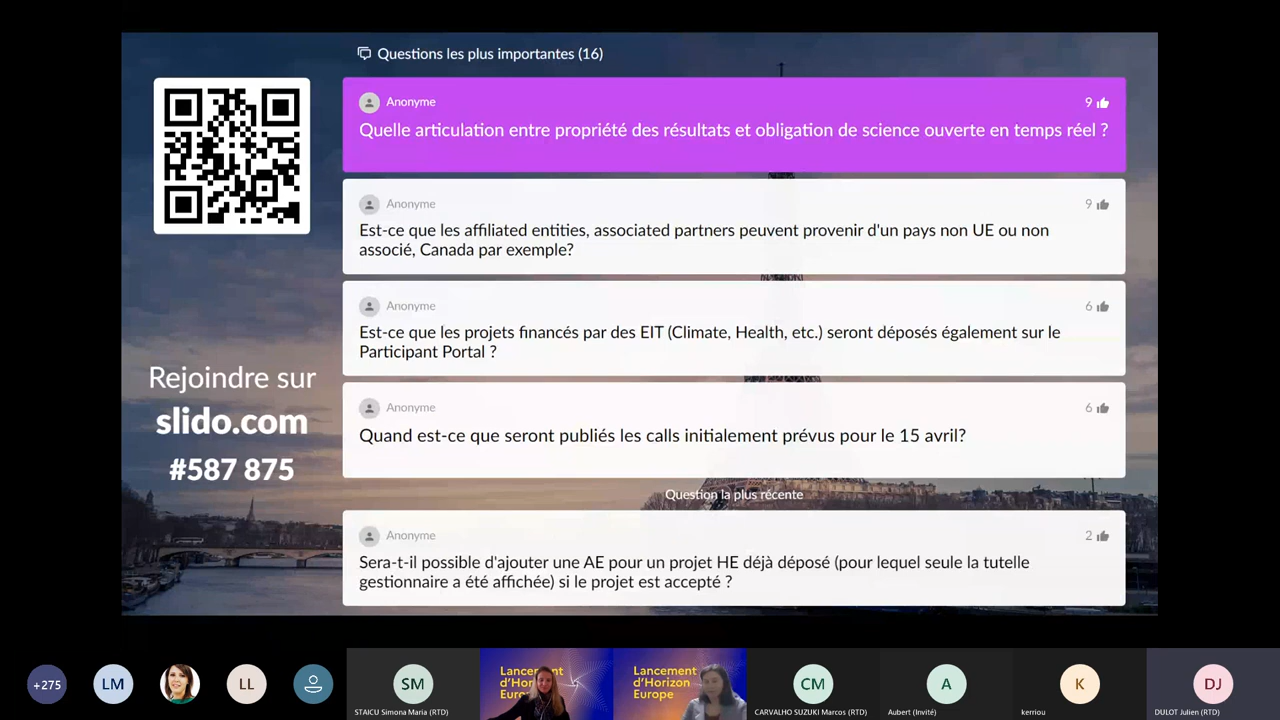 Questions les plus importantes (16)
Anonyme
9
Quelle articulation entre propriété des résultats et obligation de science ouverte en temps réel ?
Anonyme
9
Est-ce que les affiliated entities, associated partners peuvent provenir d'un pays non UE ou non
associé, Canada par exemple?
Anonyme
6
Est-ce que les projets financés par des EIT (Climate, Health, etc.) seront déposés également sur le
Participant Portal ?
Anonyme
6
Quand est-ce que seront publiés les calls initialement prévus pour le 15 avril?
Question la plus récente
Anonyme
2
Sera-t-il possible d'ajouter une AE pour un projet HE déjà déposé (pour lequel seule la tutelle
gestionnaire a été affichée) si le projet est accepté ?
Rejoindre sur
slido.com
#587 875
+275
LM
LL
SM
STAICU Simona Maria (RTD)
Lancement
d'Horizon
Europe
Lancement
d'Horizon
Europe
CM
CARVALHO SUZUKI Marcos (RTD)
A
Aubert (Invité)
K
kerriou
DJ
DULOT Julien (RTD)